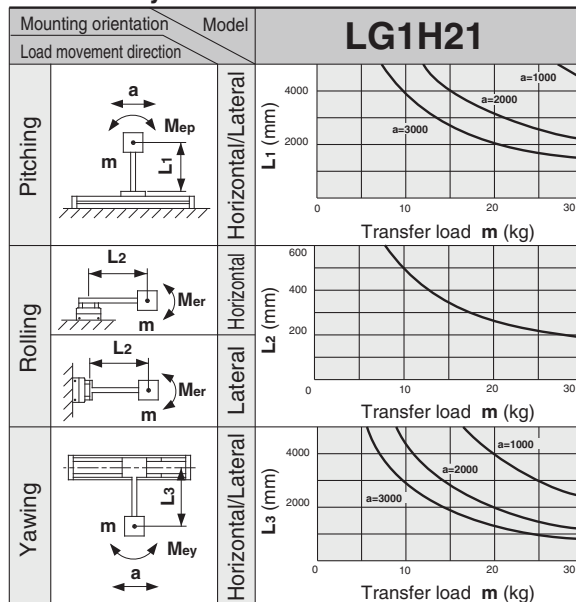 Mounting orientation
Model
Load movement direction
LG1H21
Pitching
a
Mep
m
L1
Horizontal/Lateral
L1 (mm)
4000
2000
a=1000
a=2000
a=3000
0
10
20
30
Transfer load m (kg)
Rolling
L2
Mer
m
Horizontal
L2
Mer
m
Lateral
L2 (mm)
600
400
200
0
10
20
30
Transfer load m (kg)
Yawing
L3
m
Mey
a
Horizontal/Lateral
L3 (mm)
4000
2000
a=1000
a=2000
a=3000
0
10
20
30
Transfer load m (kg)